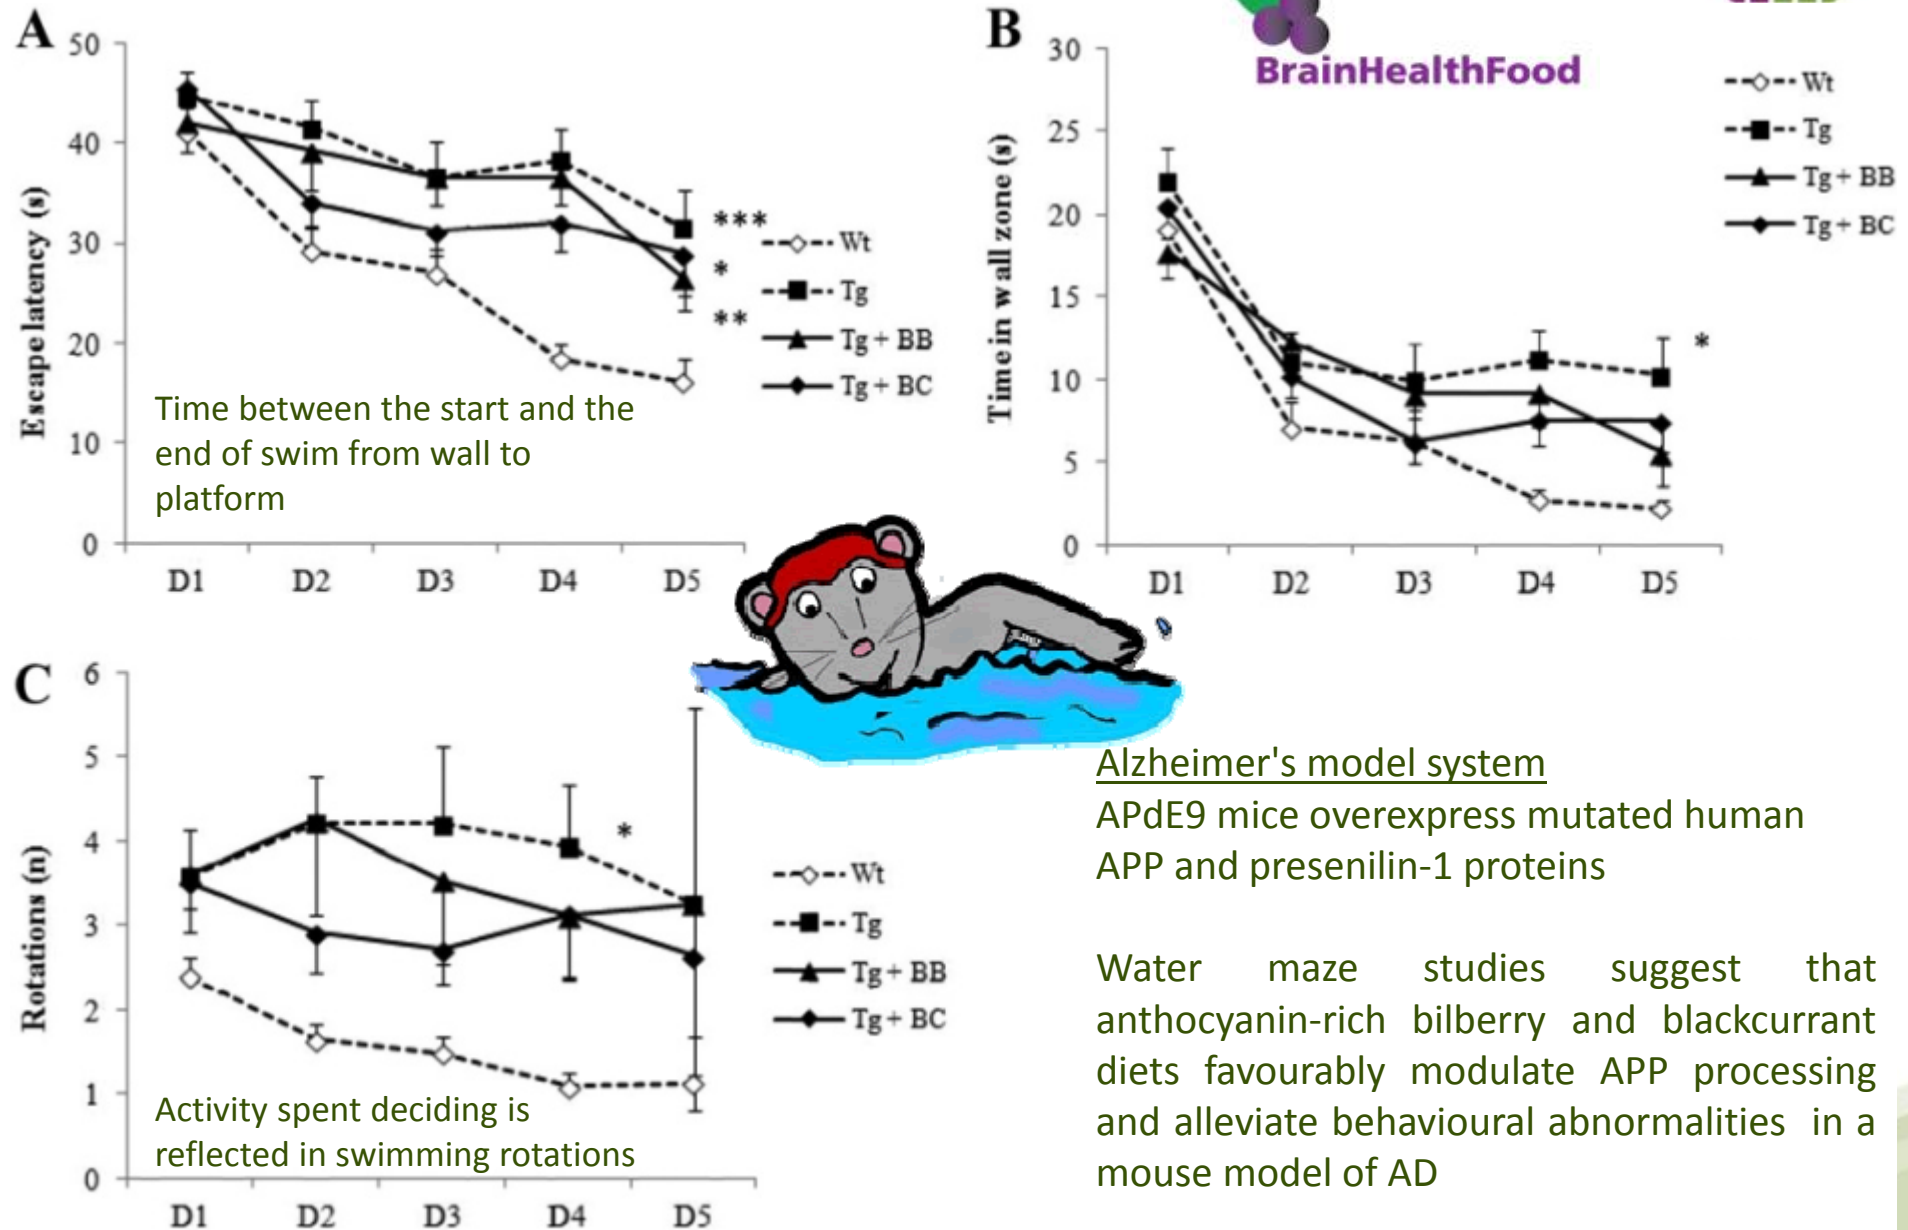 A
50
40
30
20
10
0
Escape latency (s)
D1 D2 D3 D4 D5
***
*
**
Wt
Tg
Tg + BB
Tg + BC
Time between the start and the
end of swim from wall to
platform
BrainHealthFood
B
30
25
20
15
10
5
0
Time in wall zone (s)
D1 D2 D3 D4 D5
*
Wt
Tg
Tg + BB
Tg + BC
C
6
5
4
3
2
1
0
Rotations (n)
D1 D2 D3 D4 D5
*
Wt
Tg
Tg + BB
Tg + BC
Activity spent deciding is
reflected in swimming rotations
Alzheimer's model system
APdE9 mice overexpress mutated human
APP and presenilin-1 proteins
Water maze studies suggest that
anthocyanin-rich bilberry and blackcurrant
diets favourably modulate APP processing
and alleviate behavioural abnormalities in a
mouse model of AD